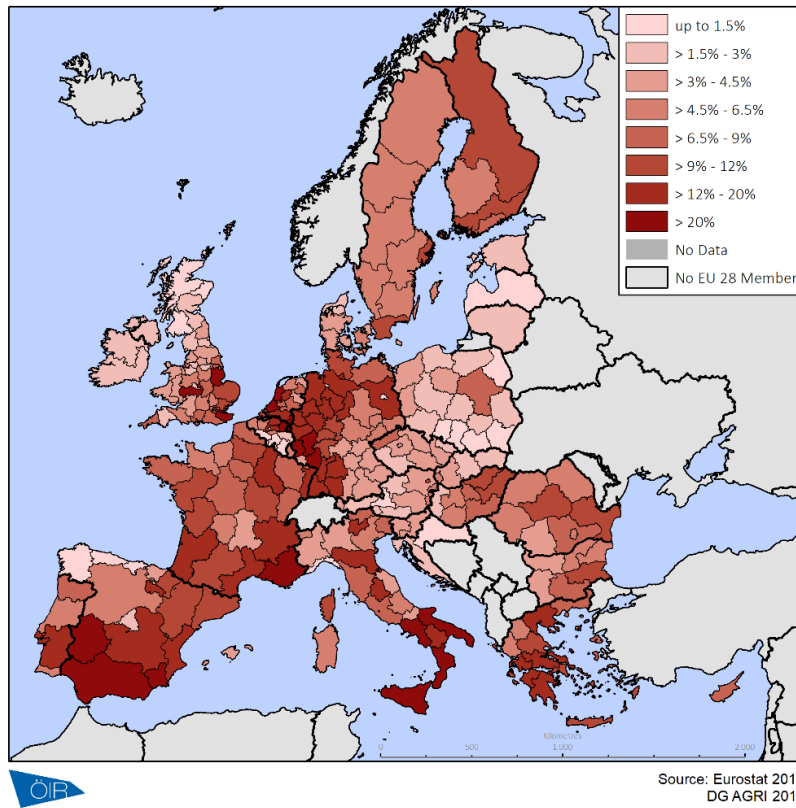 up to 1.5%
> 1.5% - 3%
> 3% - 4.5%
> 4.5% - 6.5%
> 6.5% - 9%
> 9% - 12%
> 12% - 20%
> 20%
No Data
No EU 28 Member
Kilometres
0 500 1.000 2.000
ÖIR
Source: Eurostat 201
DG AGRI 201